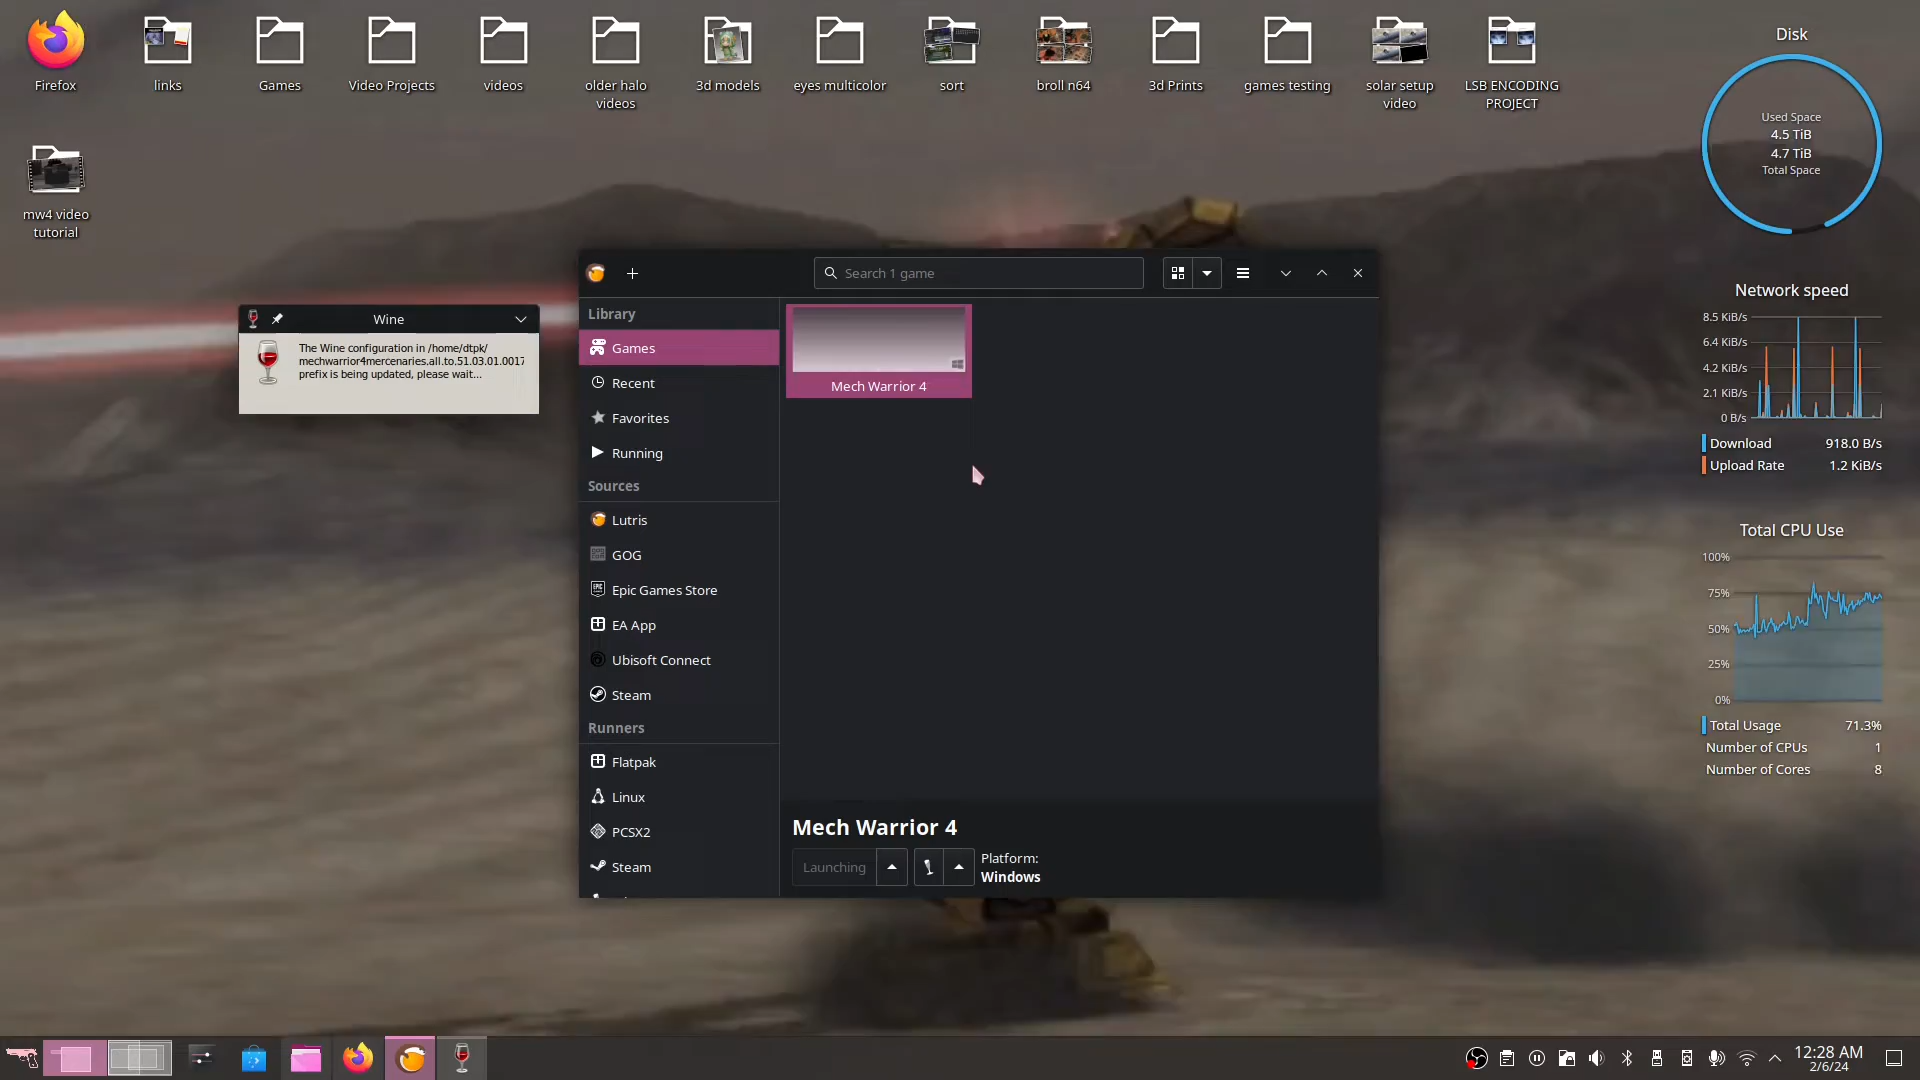 Firefox
links
Games
Video Projects
videos
older halo
videos
3d models
eyes multicolor
sort
broll n64
3d Prints
games testing
solar setup
video
LSB ENCODING
PROJECT
mw4 video
tutorial
Disk
Used Space
4.5 TiB
4.7 TiB
Total Space
Network speed
8.5 KiB/s
6.4 KiB/s
4.2 KiB/s
2.1 KiB/s
0 B/s
Download 918.0 B/s
Upload Rate 1.2 KiB/s
Total CPU Use
100%
75%
50%
25%
0%
Total Usage 71.3%
Number of CPUs 1
Number of Cores 8
Wine
The Wine configuration in /home/dtpk/
mechwarrior4mercenaries.all.to.51.03.01.0017
prefix is being updated, please wait...
Search 1 game
Library
Games
Recent
Favorites
Running
Sources
Lutris
GOG
Epic Games Store
EA App
Ubisoft Connect
Steam
Runners
Flatpak
Linux
PCSX2
Steam
Mech Warrior 4
Mech Warrior 4
Launching
Platform:
Windows
12:28 AM
2/6/24